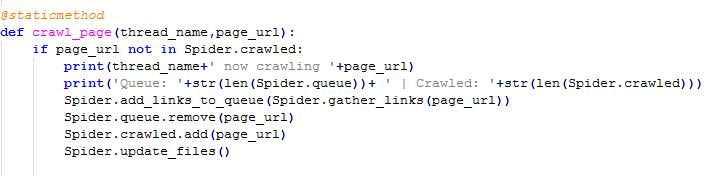 @staticmethod
def crawl_page(thread_name,page_url):
    if page_url not in Spider.crawled:
        print(thread_name+' now crawling '+page_url)
        print('Queue: '+str(len(Spider.queue))+ ' | Crawled: '+str(len(Spider.crawled)))
        Spider.add_links_to_queue(Spider.gather_links(page_url))
        Spider.queue.remove(page_url)
        Spider.crawled.add(page_url)
        Spider.update_files()